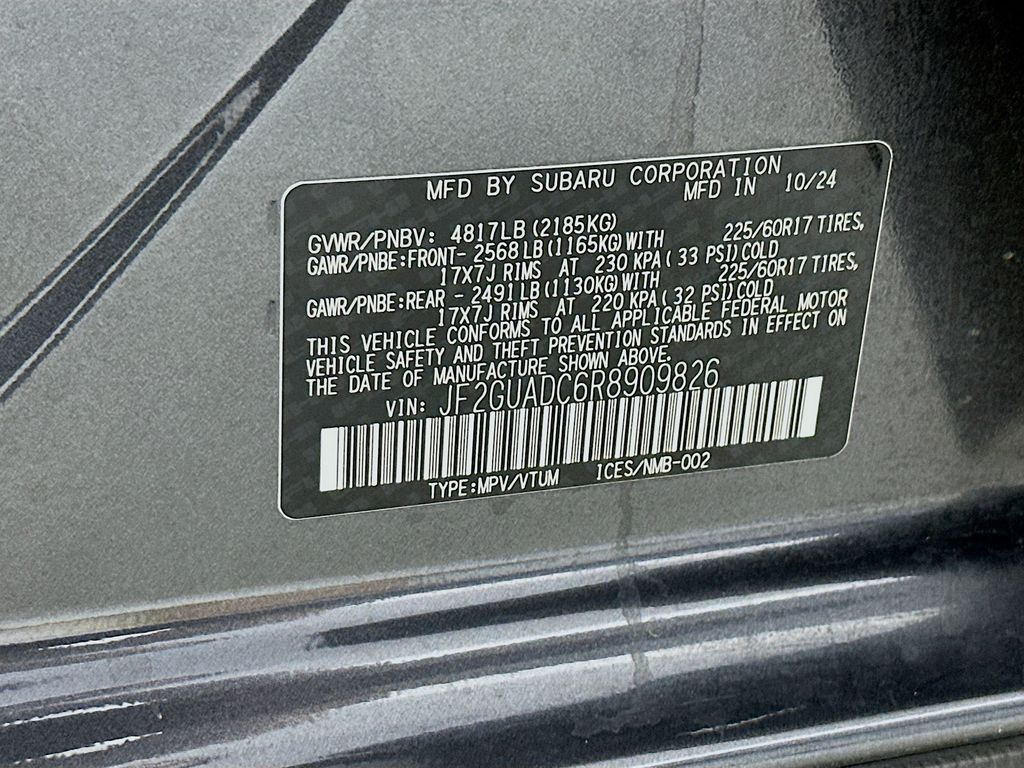 MFD BY SUBARU CORPORATION
MFD IN 10/24
GVWR/PNBV: 4817LB (2185KG)
GAWR/PNBE:FRONT- 2568LB(1165KG)WITH 225/60R17 TIRES,
17X7J RIMS AT 230 KPA ( 33 PSI)COLD
GAWR/PNBE:REAR - 2491LB(1130KG)WITH 225/60R17 TIRES,
17X7J RIMS AT 220 KPA ( 32 PSI)COLD
THIS VEHICLE CONFORMS TO ALL APPLICABLE FEDERAL MOTOR
VEHICLE SAFETY AND THEFT PREVENTION STANDARDS IN EFFECT ON
THE DATE OF MANUFACTURE SHOWN ABOVE.
VIN: JF2GUADC6R8909826
TYPE:MPV/VTUM ICES/NMB-002